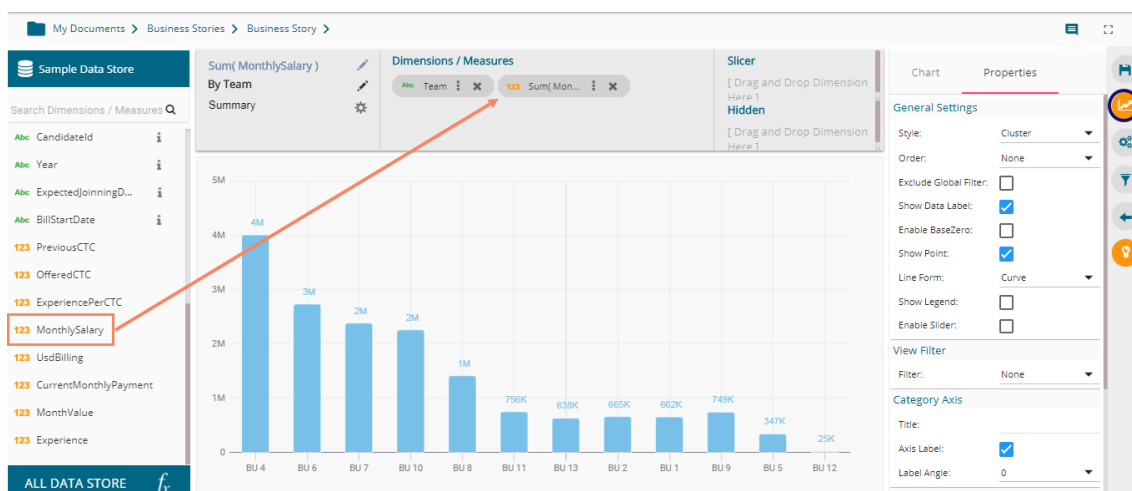 My Documents > Business Stories > Business Story >
Sample Data Store
Search Dimensions / Measures
Abc CandidateId i
Abc Year i
Abc ExpectedJoinningD... i
Abc BillStartDate i
123 PreviousCTC
123 OfferedCTC
123 ExperiencePerCTC
123 MonthlySalary
123 UsdBilling
123 CurrentMonthlyPayment
123 MonthValue
123 Experience
ALL DATA STORE fx
Sum( MonthlySalary )
By Team
Summary
Dimensions / Measures
Abc Team
123 Sum( Mon...
Slicer
[ Drag and Drop Dimension
Here ]
Hidden
[ Drag and Drop Dimension
Here ]
5M
4M
3M
2M
1M
0
4M
3M
2M
2M
1M
756K
638K
665K
662K
749K
347K
25K
BU 4 BU 6 BU 7 BU 10 BU 8 BU 11 BU 13 BU 2 BU 1 BU 9 BU 5 BU 12
Chart Properties
General Settings
Style: Cluster
Order: None
Exclude Global Filter:
Show Data Label:
Enable BaseZero:
Show Point:
Line Form: Curve
Show Legend:
Enable Slider:
View Filter
Filter: None
Category Axis
Title:
Axis Label:
Label Angle: 0